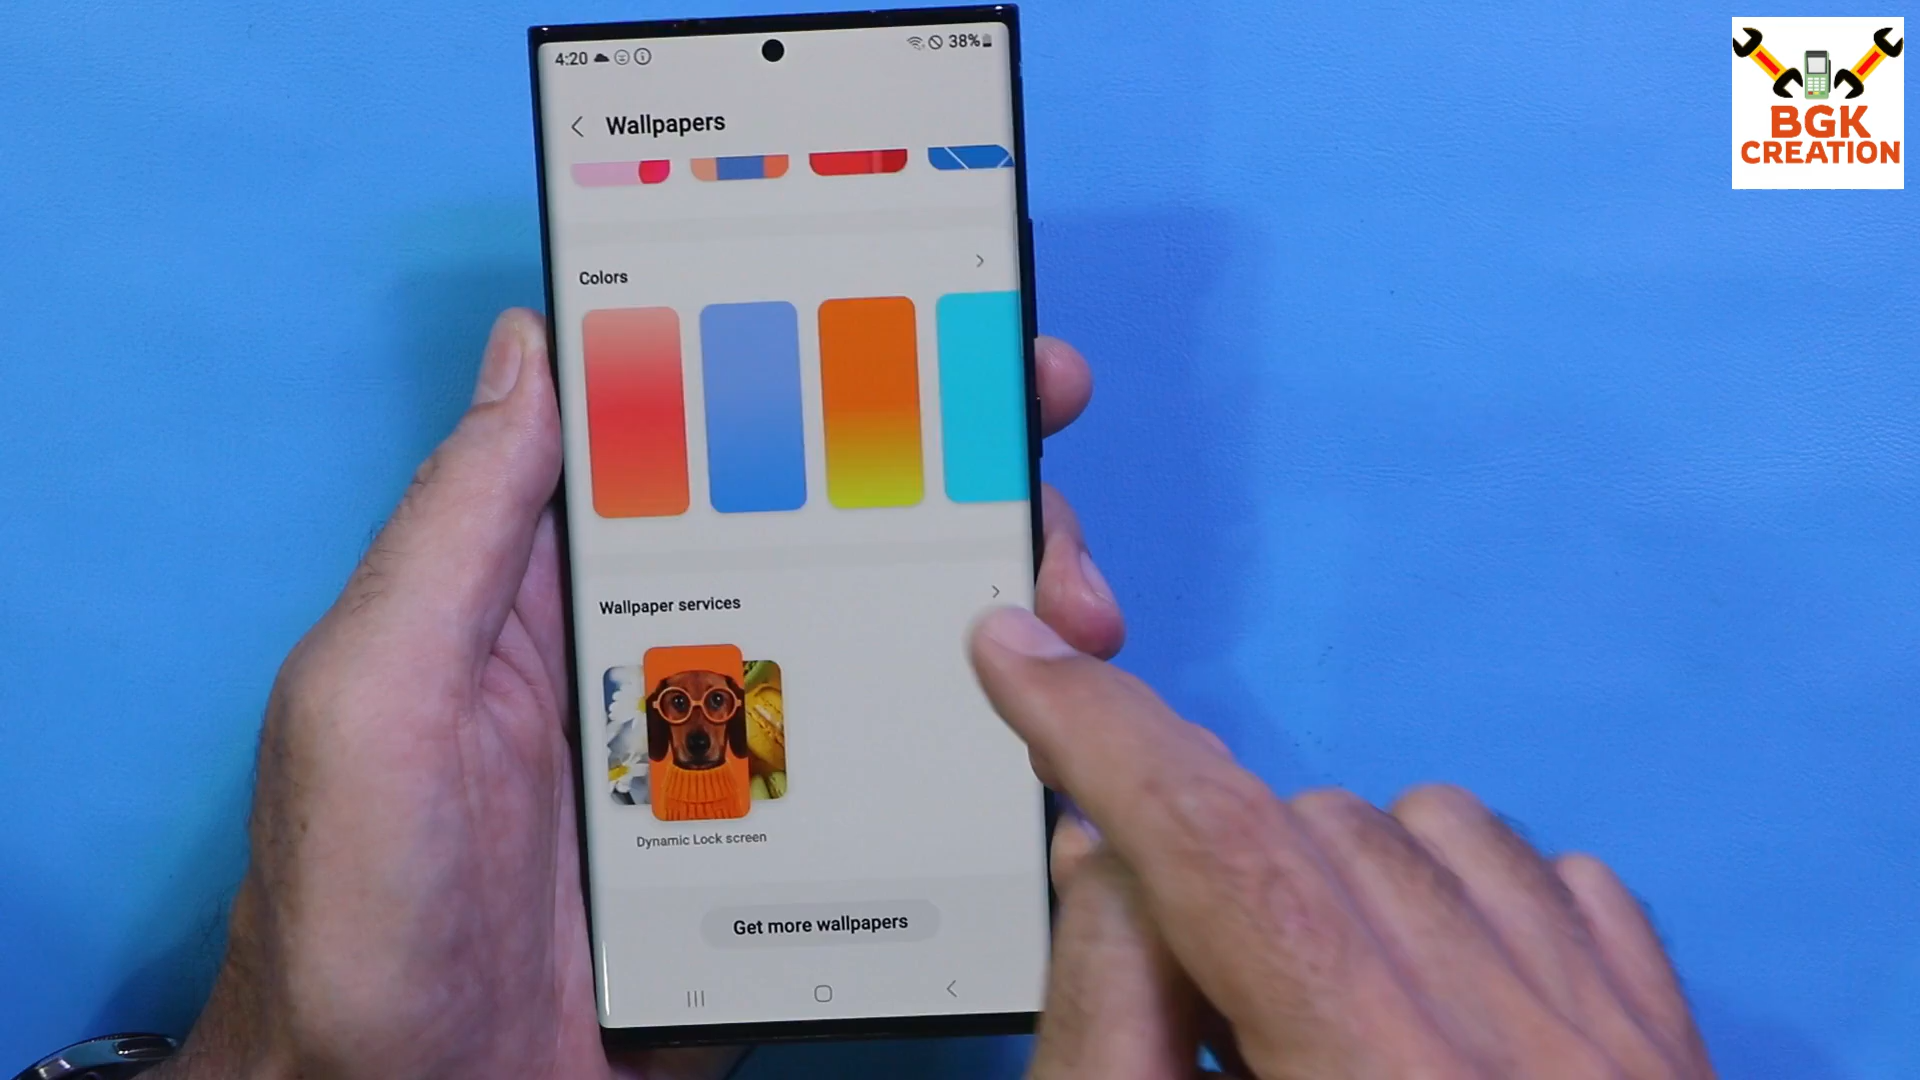 4:20
38%
BGK
CREATION
Wallpapers
Colors
Wallpaper services
Dynamic Lock screen
Get more wallpapers